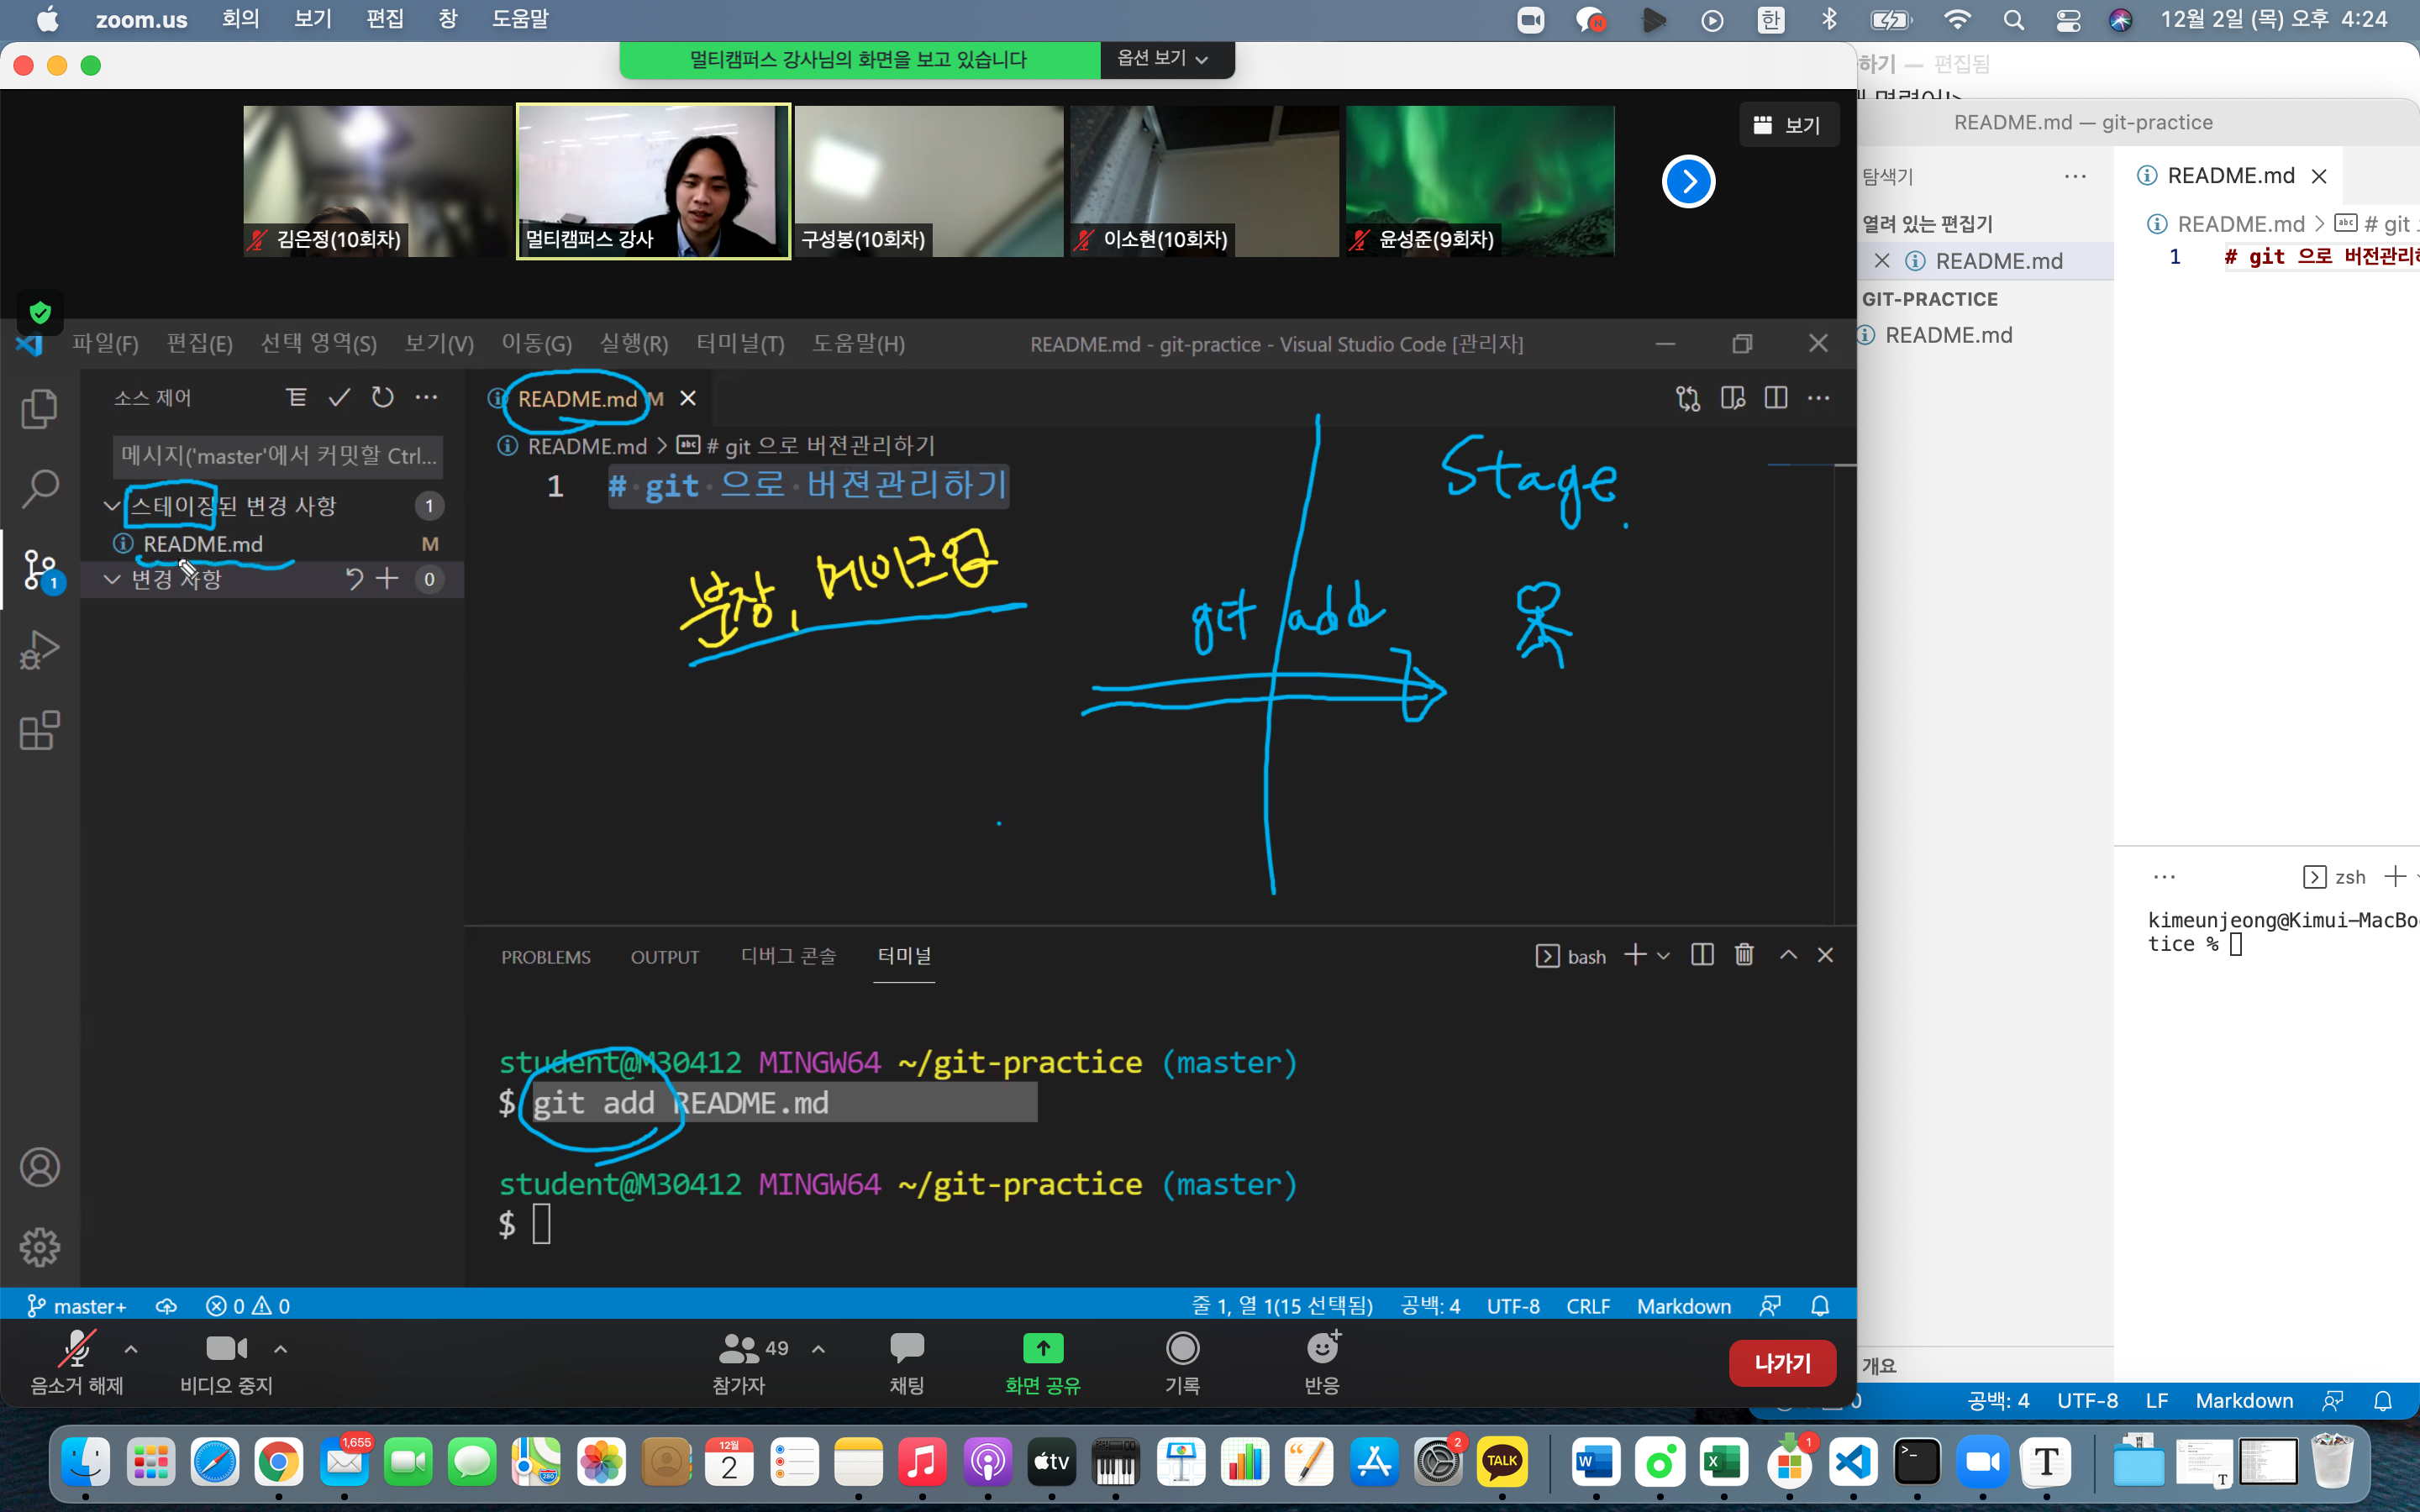 zoom.us 회의 보기 편집 창 도움말 한 12월 2일 (목) 오후 4:24
멀티캠퍼스 강사님의 화면을 보고 있습니다 옵션 보기
하기 — 편집됨
보기
김은정(10회차)
멀티캠퍼스 강사
구성봉(10회차)
이소현(10회차)
윤성준(9회차)
README.md — git-practice
탐색기 ···
README.md
열려 있는 편집기
README.md > # git
README.md
1 # git 으로 버전관리
GIT-PRACTICE
README.md
파일(F) 편집(E) 선택 영역(S) 보기(V) 이동(G) 실행(R) 터미널(T) 도움말(H)
README.md - git-practice - Visual Studio Code [관리자]
소스 제어
README.md M
README.md > # git 으로 버젼관리하기
메시지('master'에서 커밋할 Ctrl...
1 # git 으로 버젼관리하기
스테이징된 변경 사항 1
README.md M
변경 사항 0
1
Stage.
분장, 메이크업
git add
PROBLEMS OUTPUT 디버그 콘솔 터미널
bash
student@M30412 MINGW64 ~/git-practice (master)
$ git add README.md
student@M30412 MINGW64 ~/git-practice (master)
$
zsh
kimeunjeong@Kimui-MacBo
tice %
master+ 0 0
줄 1, 열 1(15 선택됨) 공백: 4 UTF-8 CRLF Markdown
음소거 해제 비디오 중지 참가자 49 채팅 화면 공유 기록 반응 나가기
개요
0 공백: 4 UTF-8 LF Markdown
1,655
280
12월
2
tv
2
TALK
W
X
1
T
T